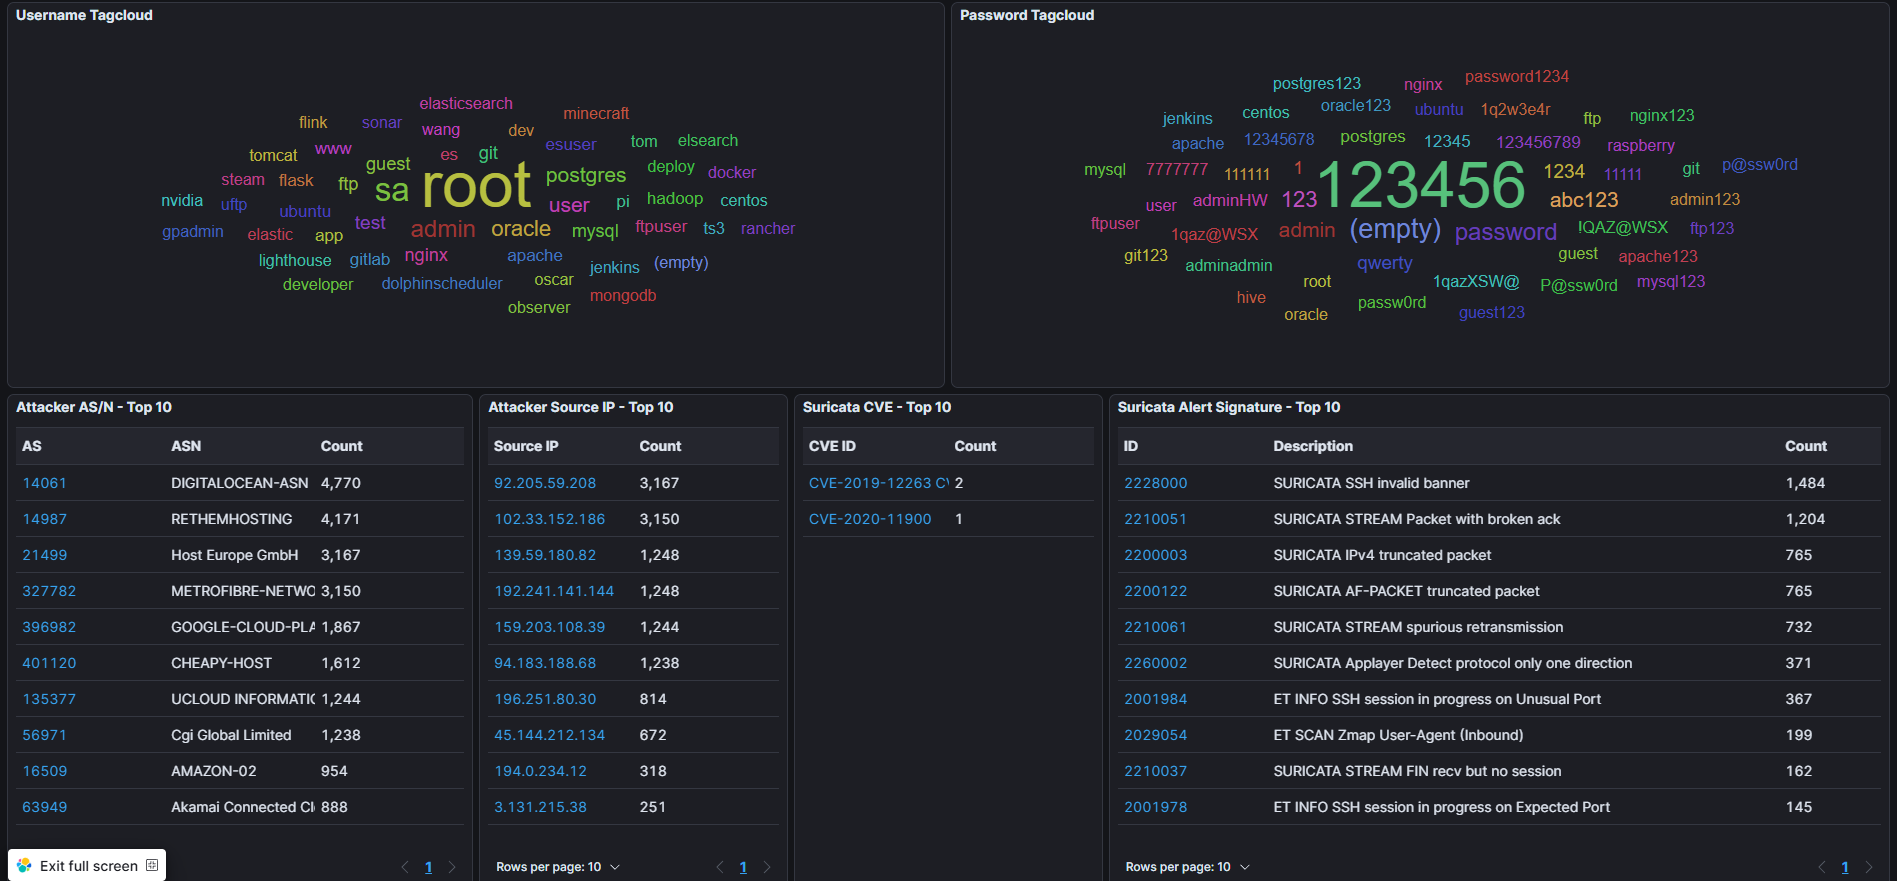 Username Tagcloud
elasticsearch
minecraft
flink
sonar
wang
dev
tomcat
www
es
git
esuser
tom
elsearch
guest
steam
flask
ftp
sa
root
postgres
deploy
docker
nvidia
uftp
ubuntu
test
user
pi
hadoop
centos
gpadmin
elastic
app
admin
oracle
mysql
ftpuser
ts3
rancher
lighthouse
gitlab
nginx
apache
jenkins
(empty)
developer
dolphinscheduler
oscar
mongodb
observer
Password Tagcloud
postgres123
nginx
password1234
jenkins
centos
oracle123
ubuntu
1q2w3e4r
ftp
nginx123
apache
12345678
postgres
12345
123456789
raspberry
mysql
7777777
111111
1
123456
1234
11111
git
p@ssw0rd
user
adminHW
123
abc123
admin123
ftpuser
1qaz@WSX
admin
(empty)
password
!QAZ@WSX
ftp123
git123
adminadmin
qwerty
guest
apache123
root
1qazXSW@
P@ssw0rd
mysql123
hive
passw0rd
oracle
guest123
Attacker AS/N - Top 10
AS ASN Count
14061 DIGITALOCEAN-ASN 4,770
14987 RETHEMHOSTING 4,171
21499 Host Europe GmbH 3,167
327782 METROFIBRE-NETWO 3,150
396982 GOOGLE-CLOUD-PLA 1,867
401120 CHEAPY-HOST 1,612
135377 UCLOUD INFORMATIC 1,244
56971 Cgi Global Limited 1,238
16509 AMAZON-02 954
63949 Akamai Connected Cl 888
Exit full screen
1
Attacker Source IP - Top 10
Source IP Count
92.205.59.208 3,167
102.33.152.186 3,150
139.59.180.82 1,248
192.241.141.144 1,248
159.203.108.39 1,244
94.183.188.68 1,238
196.251.80.30 814
45.144.212.134 672
194.0.234.12 318
3.131.215.38 251
Rows per page: 10
1
Suricata CVE - Top 10
CVE ID Count
CVE-2019-12263 CV 2
CVE-2020-11900 1
Suricata Alert Signature - Top 10
ID Description Count
2228000 SURICATA SSH invalid banner 1,484
2210051 SURICATA STREAM Packet with broken ack 1,204
2200003 SURICATA IPv4 truncated packet 765
2200122 SURICATA AF-PACKET truncated packet 765
2210061 SURICATA STREAM spurious retransmission 732
2260002 SURICATA Applayer Detect protocol only one direction 371
2001984 ET INFO SSH session in progress on Unusual Port 367
2029054 ET SCAN Zmap User-Agent (Inbound) 199
2210037 SURICATA STREAM FIN recv but no session 162
2001978 ET INFO SSH session in progress on Expected Port 145
Rows per page: 10
1